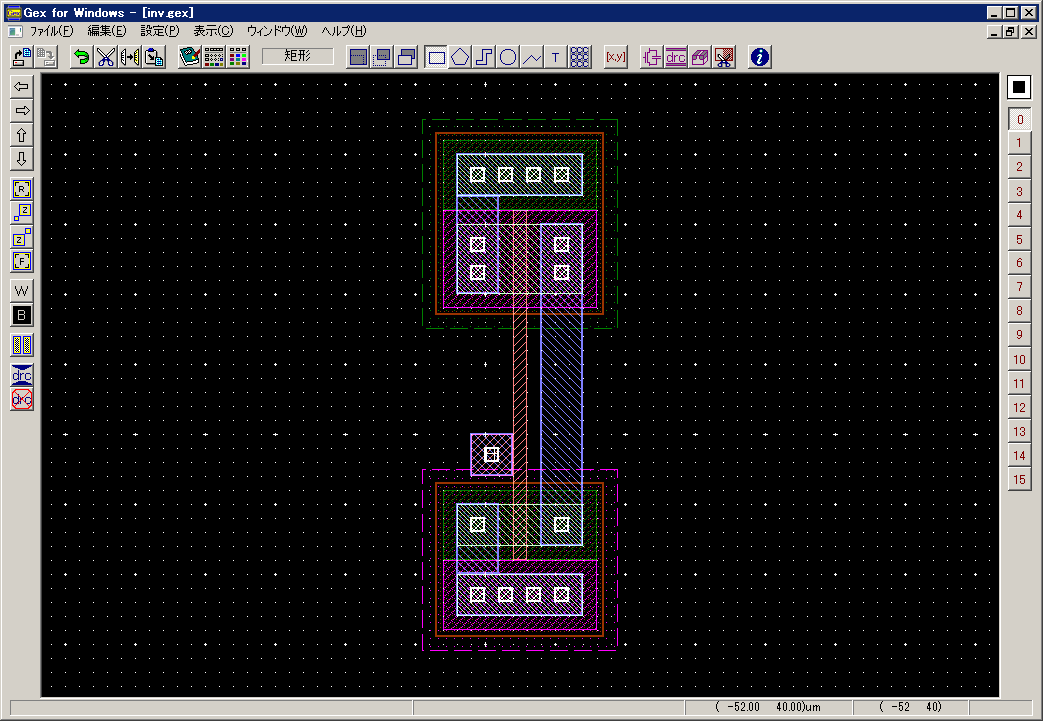 Gex for Windows - [inv.gex]
ファイル(F) 編集(E) 設定(P) 表示(C) ウィンドウ(W) ヘルプ(H)
矩形
T
[x,y]
drc
i
0
1
2
3
4
5
6
7
8
9
10
11
12
13
14
15
[R]
Z
Z
[F]
W
B
drc
drc
( -52.00 40.00)um
( -52 40)